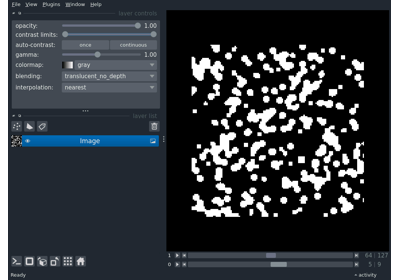 File View Plugins Window Help
layer controls
opacity: 1.00
contrast limits:
auto-contrast: once continuous
gamma: 1.00
colormap: gray
blending: translucent_no_depth
interpolation: nearest
layer list
Image
1 64 127
0 5 9
Ready activity